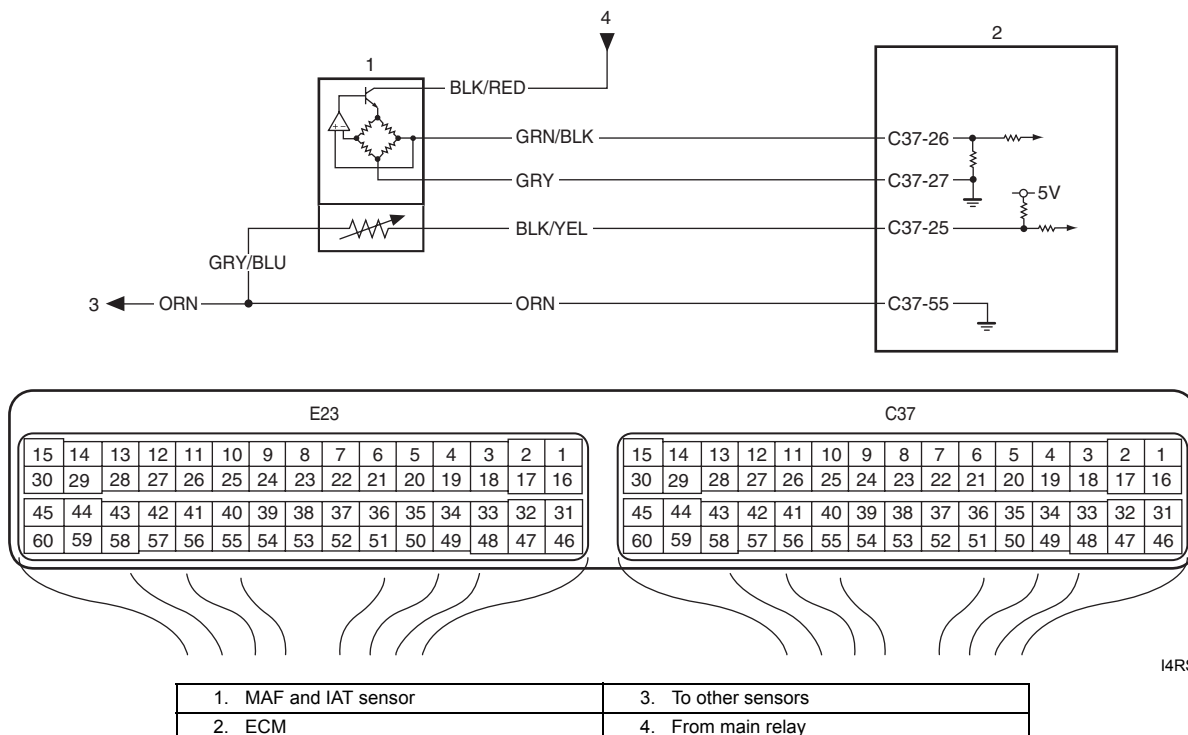 4
2
1
BLK/RED
GRN/BLK
C37-26
GRY
C37-27
5V
BLK/YEL
C37-25
GRY/BLU
3
ORN
ORN
C37-55
E23
C37
15 14 13 12 11 10 9 8 7 6 5 4 3 2 1
30 29 28 27 26 25 24 23 22 21 20 19 18 17 16
45 44 43 42 41 40 39 38 37 36 35 34 33 32 31
60 59 58 57 56 55 54 53 52 51 50 49 48 47 46
15 14 13 12 11 10 9 8 7 6 5 4 3 2 1
30 29 28 27 26 25 24 23 22 21 20 19 18 17 16
45 44 43 42 41 40 39 38 37 36 35 34 33 32 31
60 59 58 57 56 55 54 53 52 51 50 49 48 47 46
1. MAF and IAT sensor
3. To other sensors
2. ECM
4. From main relay